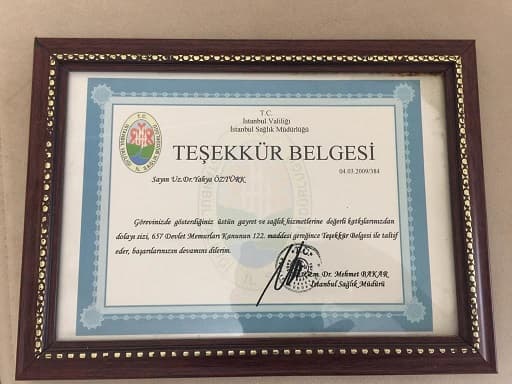 T.C.
İstanbul Valiliği
İstanbul Sağlık Müdürlüğü
TEŞEKKÜR BELGESİ
04.03.2009/384
Sayın Uz.Dr.Yahya ÖZTÜRK
Görevinizde gösterdiğiniz üstün gayret ve sağlık hizmetlerine değerli katkılarınızdan
dolayı sizi, 657 Devlet Memurları Kanunun 122. maddesi gereğince Teşekkür Belgesi ile taltif
eder, başarılarınızın devamını dilerim.
Dr. Mehmet BAKAR
İstanbul Sağlık Müdürü